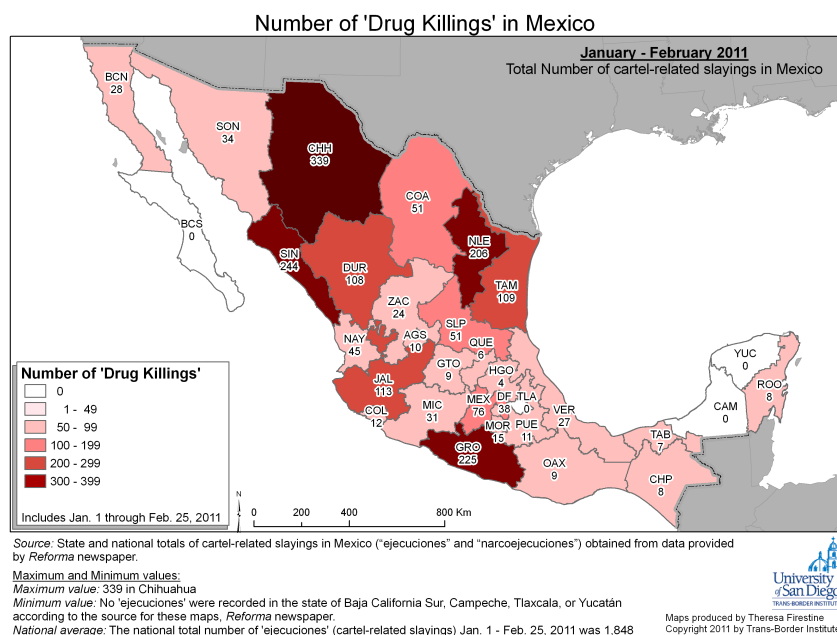 Number of 'Drug Killings' in Mexico
January - February 2011
Total Number of cartel-related slayings in Mexico
BCN
28
SON
34
CHH
339
COA
51
BCS
0
SIN
244
DUR
108
NLE
206
TAM
109
ZAC
24
SLP
51
NAY
45
AGS
10
QUE
6
GTO
9
HGO
4
JAL
113
COL
12
MIC
31
MEX
76
DF
38
TLA
0
MOR
15
PUE
11
VER
27
GRO
225
OAX
9
TAB
7
CHP
8
YUC
0
CAM
0
ROO
8
Number of 'Drug Killings'
0
1 - 49
50 - 99
100 - 199
200 - 299
300 - 399
Includes Jan. 1 through Feb. 25, 2011
N
0 200 400 800 Km
Source: State and national totals of cartel-related slayings in Mexico ("ejecuciones" and "narcoejecuciones") obtained from data provided
by Reforma newspaper.
Maximum and Minimum values:
Maximum value: 339 in Chihuahua
Minimum value: No 'ejecuciones' were recorded in the state of Baja California Sur, Campeche, Tlaxcala, or Yucatán
according to the source for these maps, Reforma newspaper.
National average: The national total number of 'ejecuciones' (cartel-related slayings) Jan. 1 - Feb. 25, 2011 was 1,848
University
of San Diego
TRANS-BORDER INSTITUTE
Maps produced by Theresa Firestine
Copyright 2011 by Trans-Border Institute